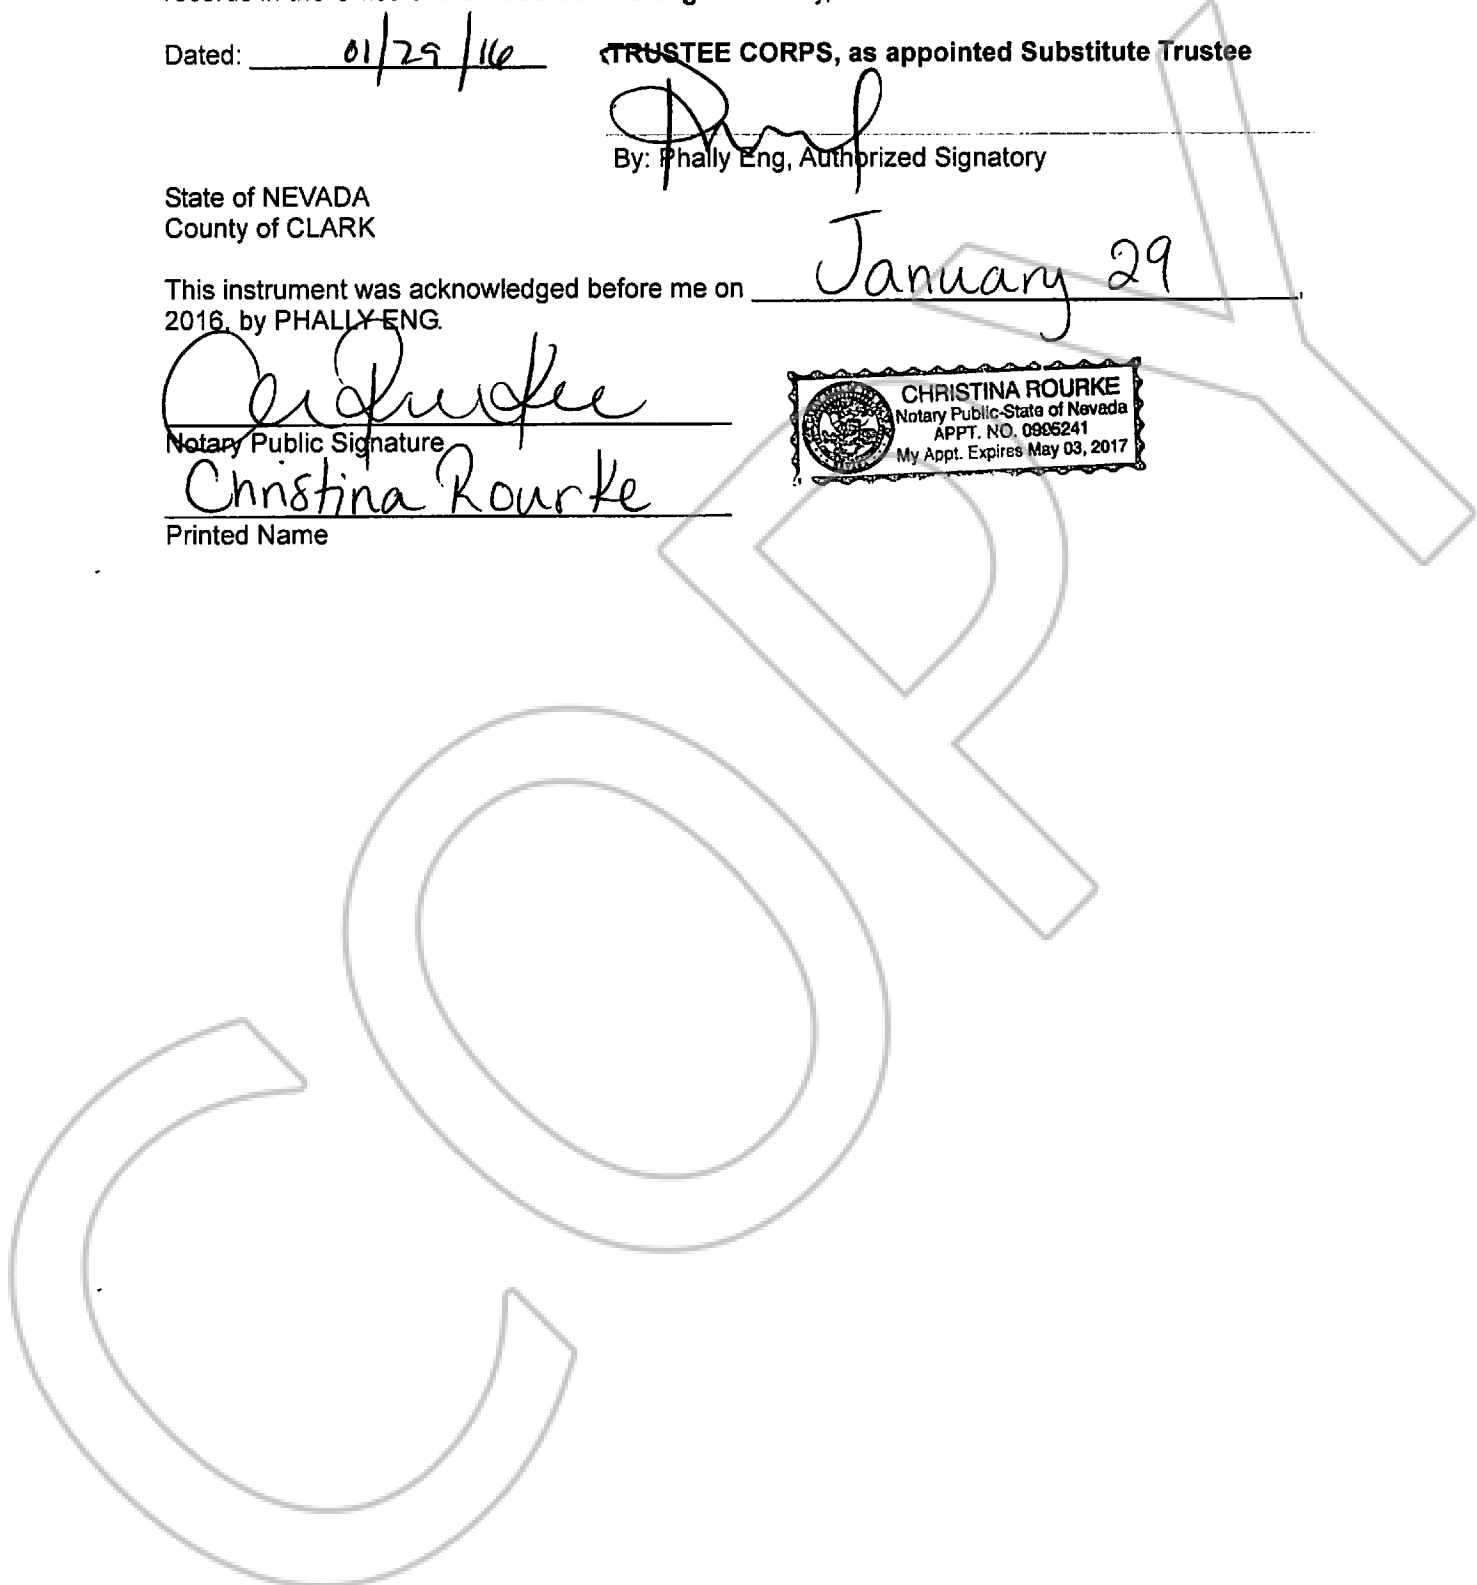 Dated: 01/29/16
TRUSTEE CORPS, as appointed Substitute Trustee
By: Phally Eng, Authorized Signatory
State of NEVADA
County of CLARK
This instrument was acknowledged before me on January 29,
2016, by PHALLY ENG.
Notary Public Signature
Christina Rourke
Printed Name
CHRISTINA ROURKE
Notary Public-State of Nevada
APPT. NO. 0995241
My Appt. Expires May 03, 2017
COPY